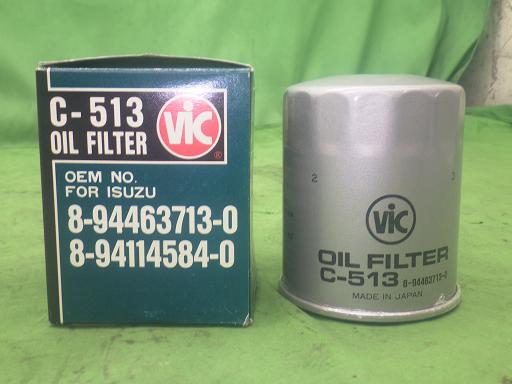 C-513
OIL FILTER
VIC
®
OEM NO.
FOR ISUZU
8-94463713-0
8-94114584-0
2
3
VIC
OIL FILTER
C-513 8-94463713-0
MADE IN JAPAN